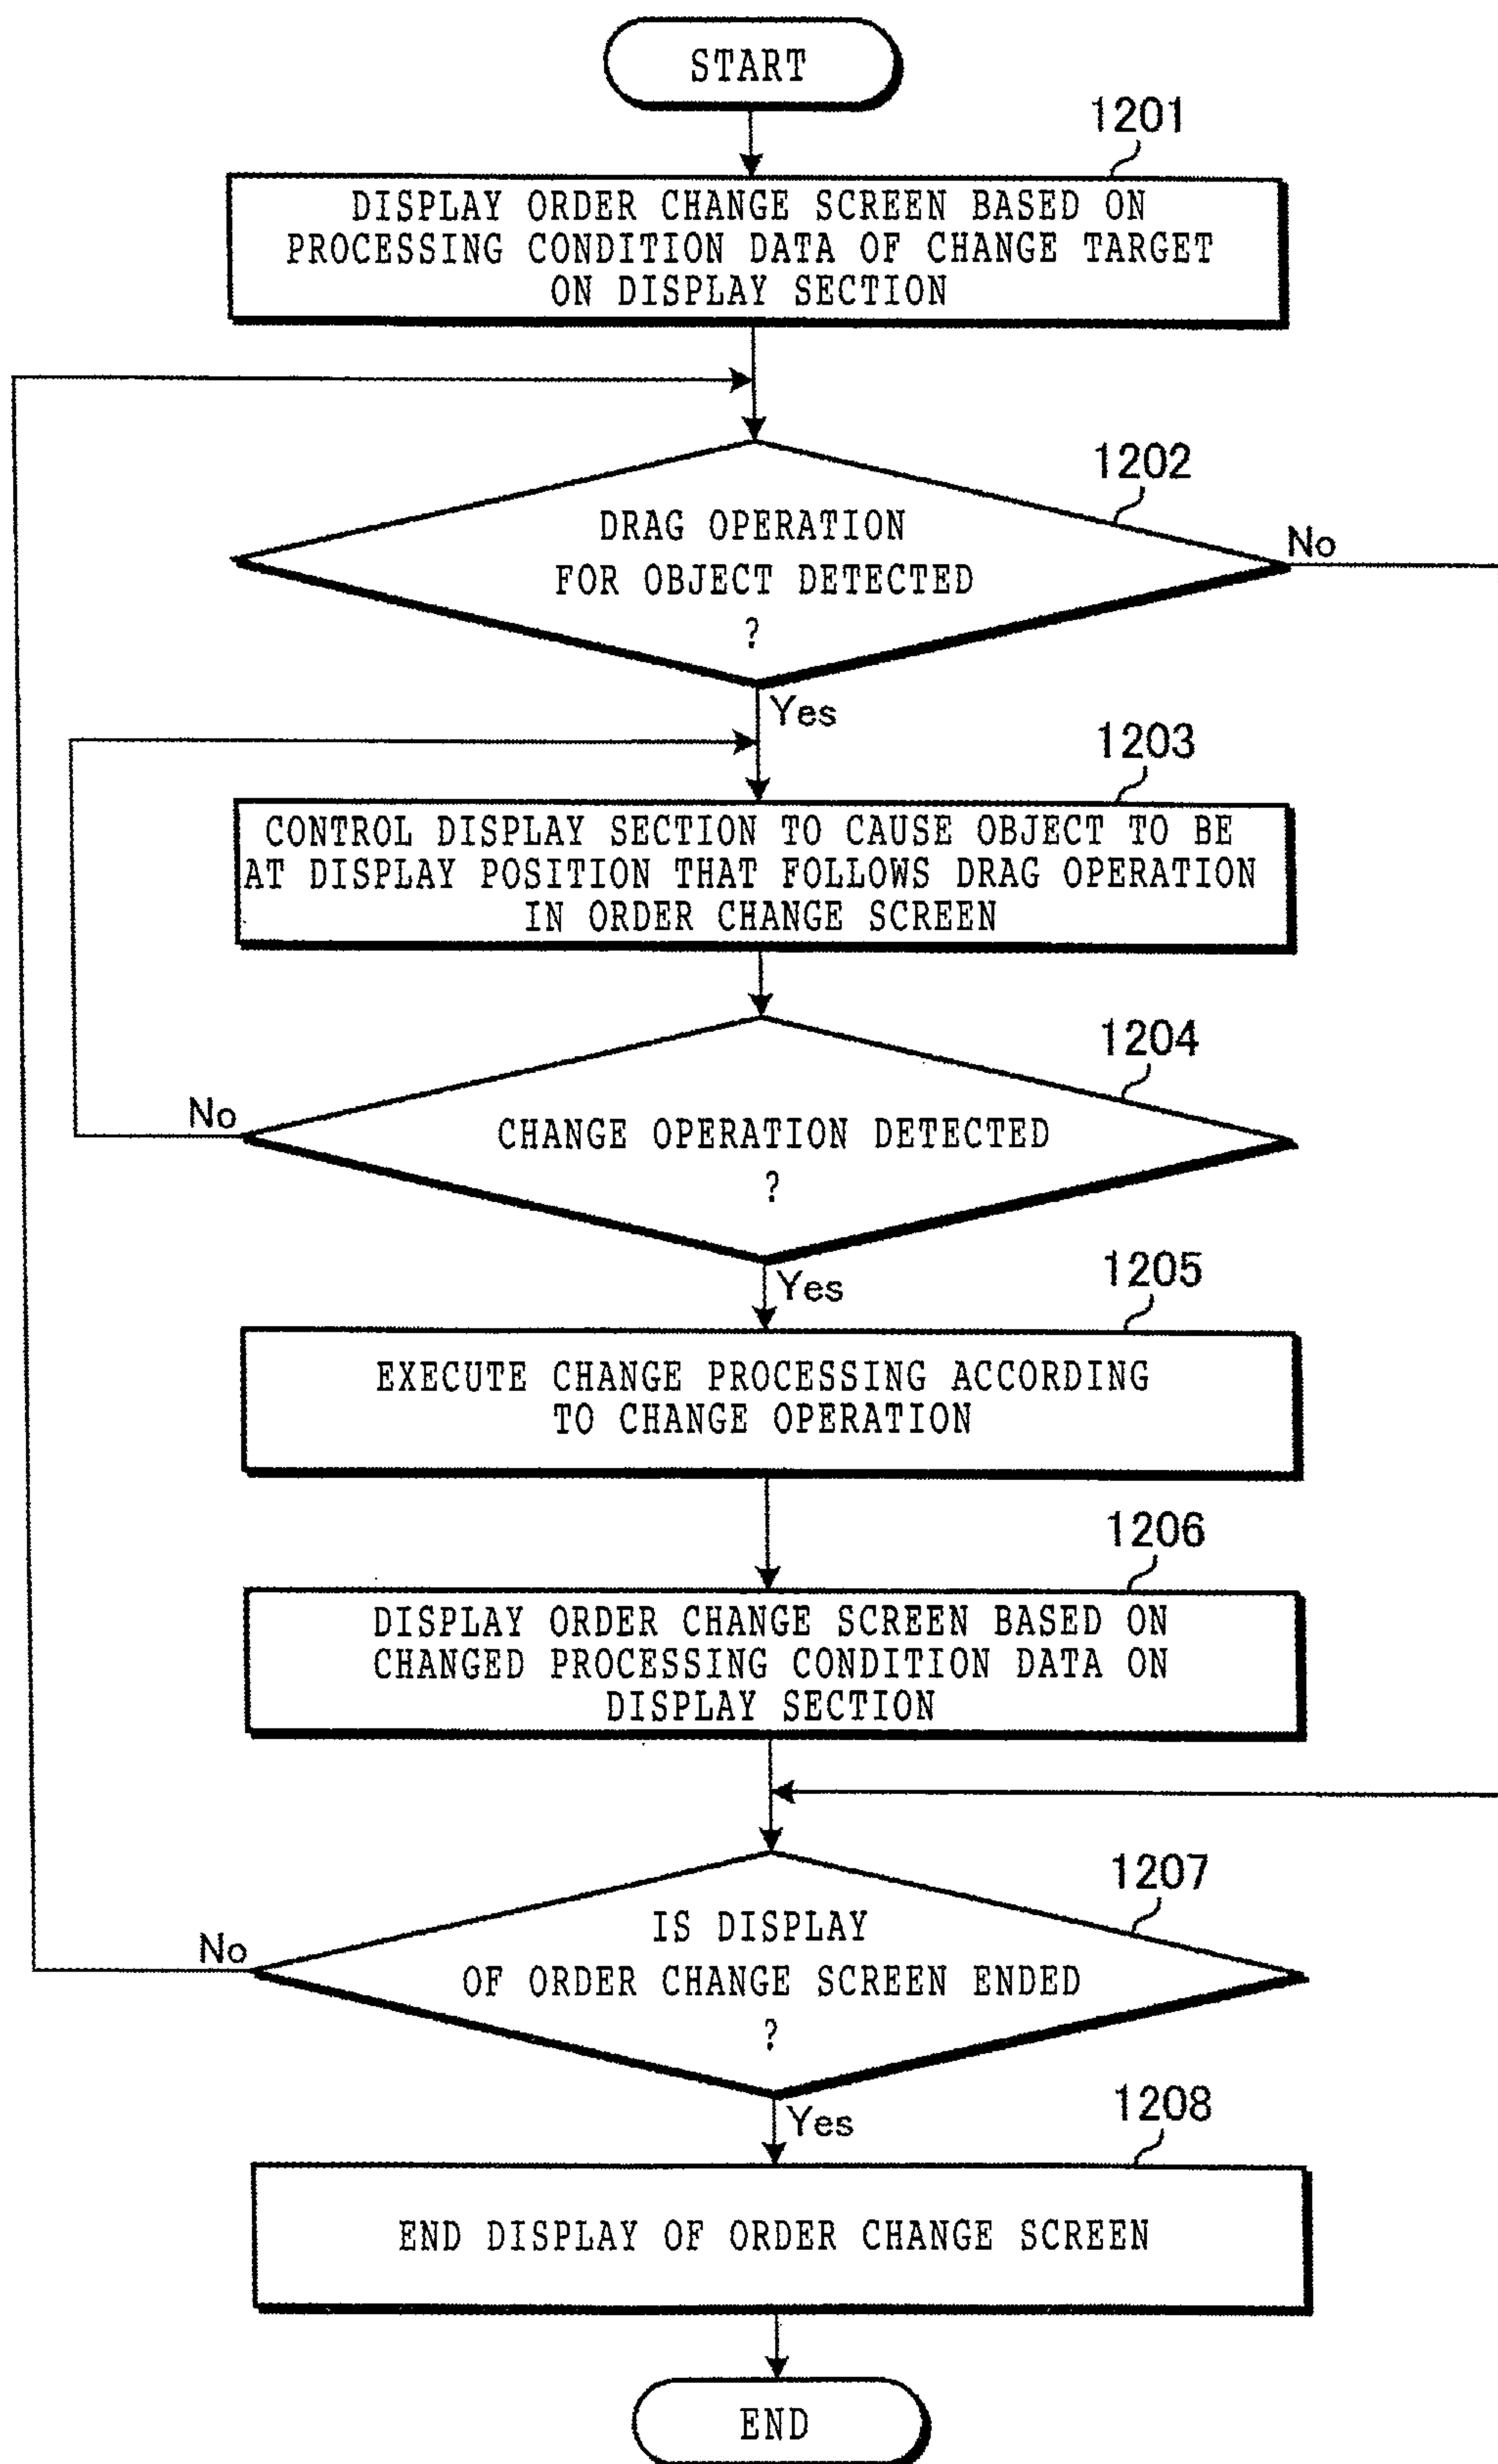 START
1201
DISPLAY ORDER CHANGE SCREEN BASED ON
PROCESSING CONDITION DATA OF CHANGE TARGET
ON DISPLAY SECTION
1202
DRAG OPERATION
FOR OBJECT DETECTED
?
No
Yes
1203
CONTROL DISPLAY SECTION TO CAUSE OBJECT TO BE
AT DISPLAY POSITION THAT FOLLOWS DRAG OPERATION
IN ORDER CHANGE SCREEN
1204
No
CHANGE OPERATION DETECTED
?
Yes
1205
EXECUTE CHANGE PROCESSING ACCORDING
TO CHANGE OPERATION
1206
DISPLAY ORDER CHANGE SCREEN BASED ON
CHANGED PROCESSING CONDITION DATA ON
DISPLAY SECTION
1207
No
IS DISPLAY
OF ORDER CHANGE SCREEN ENDED
?
Yes
1208
END DISPLAY OF ORDER CHANGE SCREEN
END